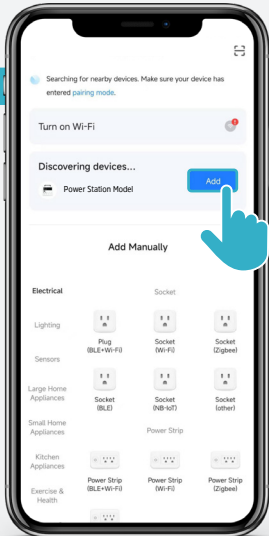 Searching for nearby devices. Make sure your device has
entered pairing mode.
Turn on Wi-Fi
Discovering devices...
Power Station Model
Add
Add Manually
Electrical
Socket
Lighting
Plug
(BLE+Wi-Fi)
Socket
(Wi-Fi)
Socket
(Zigbee)
Sensors
Large Home
Appliances
Socket
(BLE)
Socket
(NB-IoT)
Socket
(other)
Small Home
Appliances
Power Strip
Kitchen
Appliances
Power Strip
(BLE+Wi-Fi)
Power Strip
(Wi-Fi)
Power Strip
(Zigbee)
Exercise &
Health